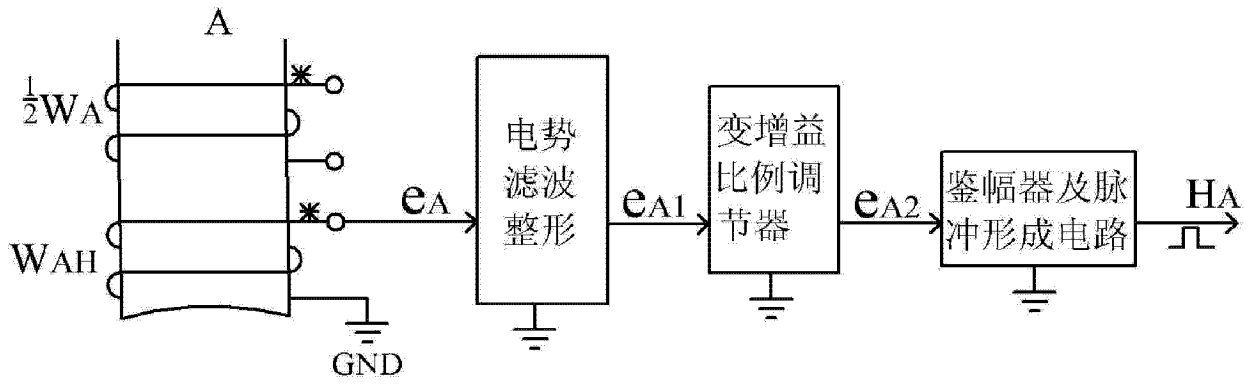 A
½WA
WAH
GND
eA
电势
滤波
整形
eA1
变增益
比例调
节器
eA2
鉴幅器及脉
冲形成电路
HA